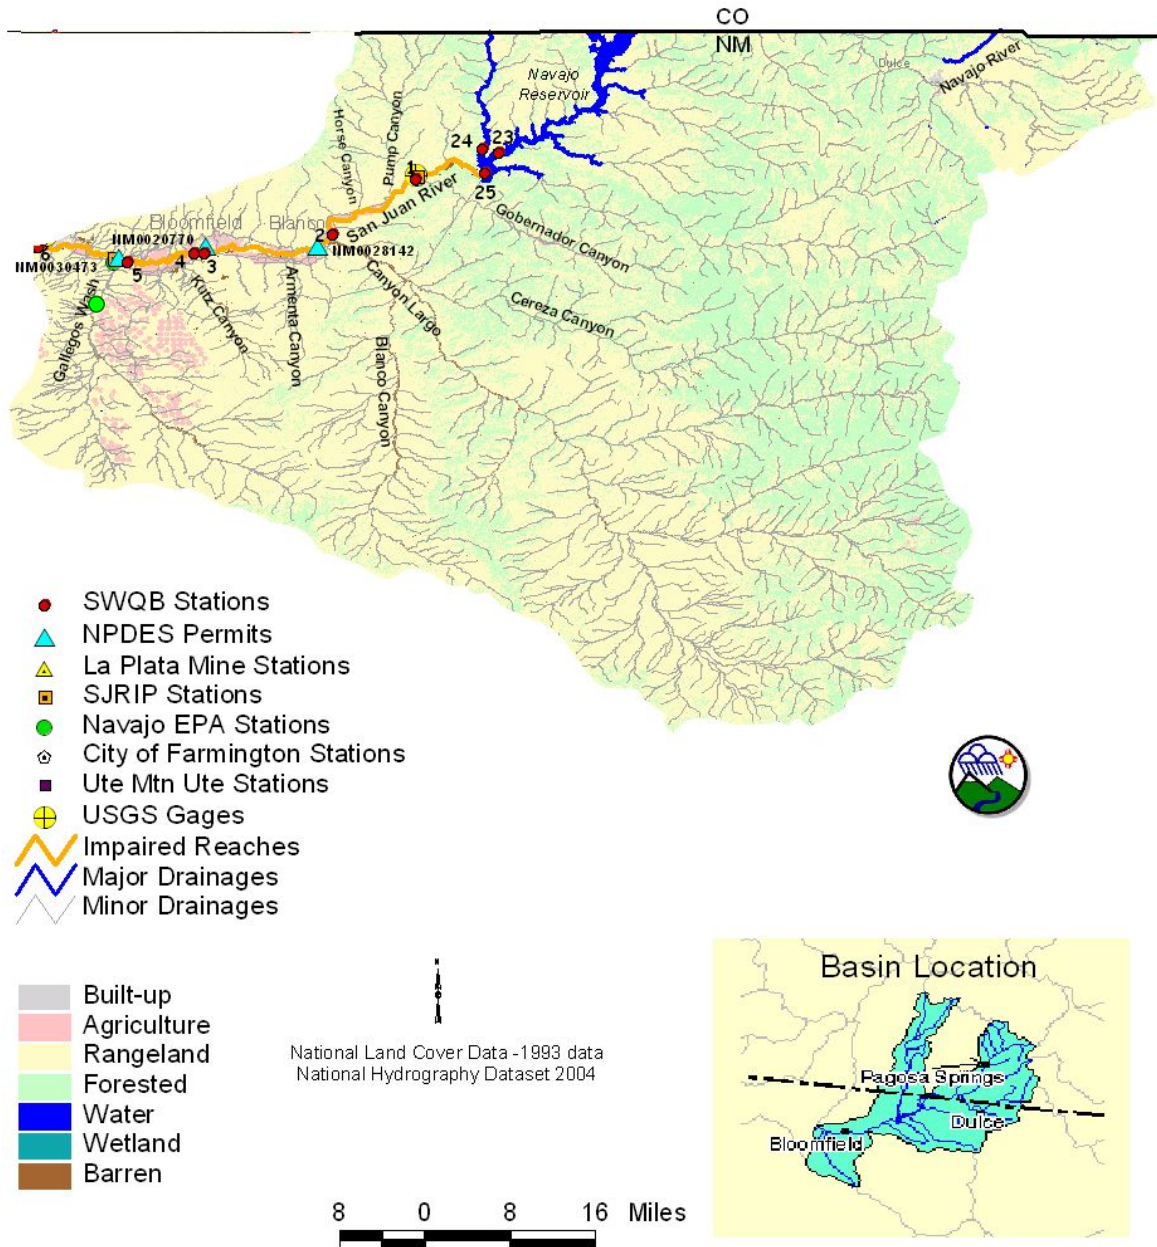 CO
NM
Navajo
Reservoir
Dulce
Navajo River
Horse Canyon
Pump Canyon
24
23
1
25
San Juan River
Gobernador Canyon
Bloomfield
Blanco
2
NM0020770
NM0028142
6
NM0030473
5
4
3
Gallegos Wash
Kutz Canyon
Armenta Canyon
Canyon Largo
Cereza Canyon
Blanco Canyon
SWQB Stations
NPDES Permits
La Plata Mine Stations
SJRIP Stations
Navajo EPA Stations
City of Farmington Stations
Ute Mtn Ute Stations
USGS Gages
Impaired Reaches
Major Drainages
Minor Drainages
Built-up
Agriculture
Rangeland
Forested
Water
Wetland
Barren
National Land Cover Data -1993 data
National Hydrography Dataset 2004
8 0 8 16 Miles
Basin Location
Pagosa Springs
Dulce
Bloomfield